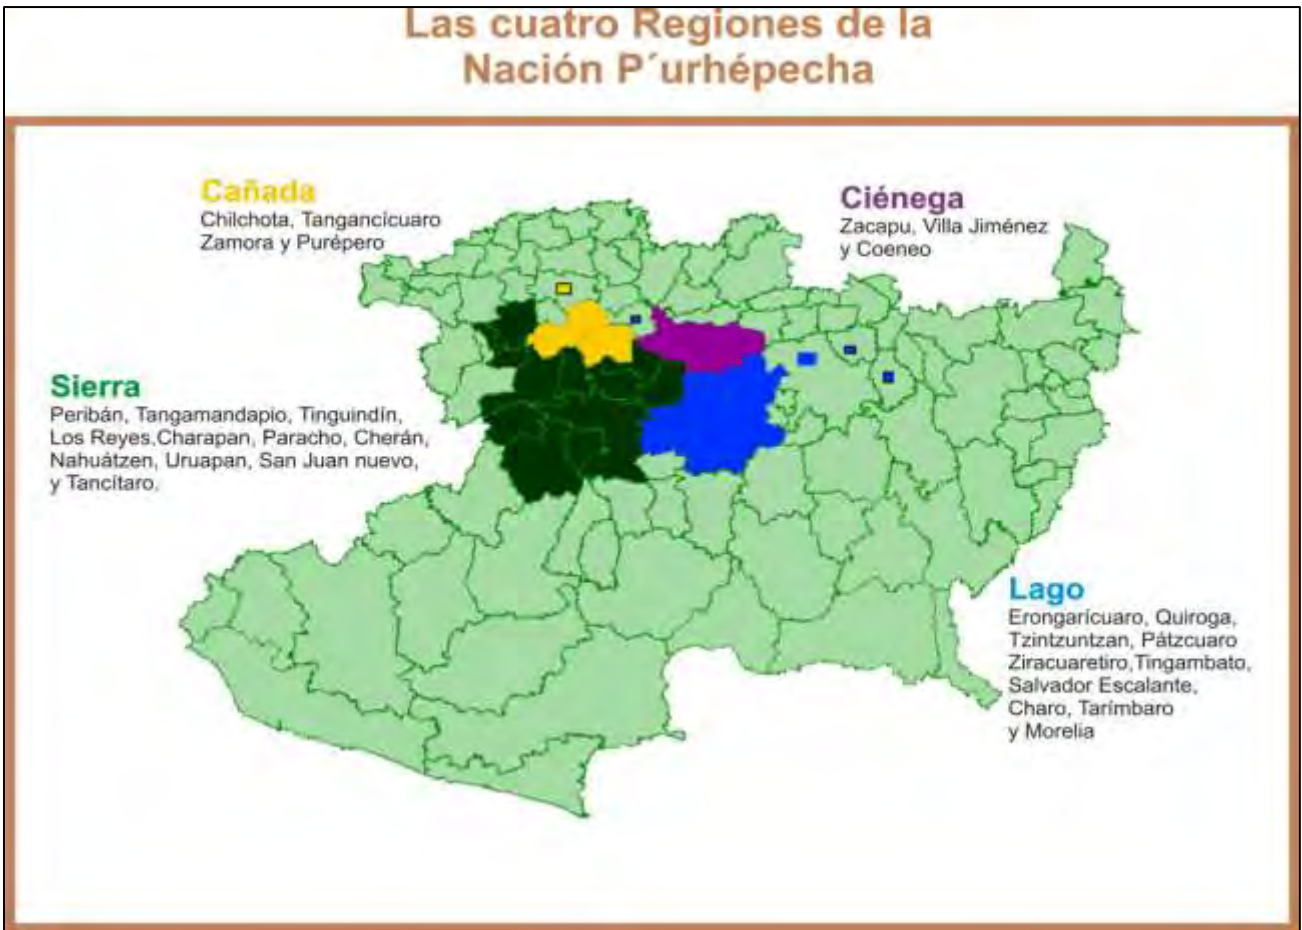 Las cuatro Regiones de la
Nación P´urhépecha
Cañada
Chilchota, Tangancícuaro
Zamora y Purépero
Ciénega
Zacapu, Villa Jiménez
y Coeneo
Sierra
Peribán, Tangamandapio, Tinguindín,
Los Reyes,Charapan, Paracho, Cherán,
Nahuátzen, Uruapan, San Juan nuevo,
y Tancítaro.
Lago
Erongarícuaro, Quiroga,
Tzintzuntzan, Pátzcuaro
Ziracuaretiro,Tingambato,
Salvador Escalante,
Charo, Tarímbaro
y Morelia